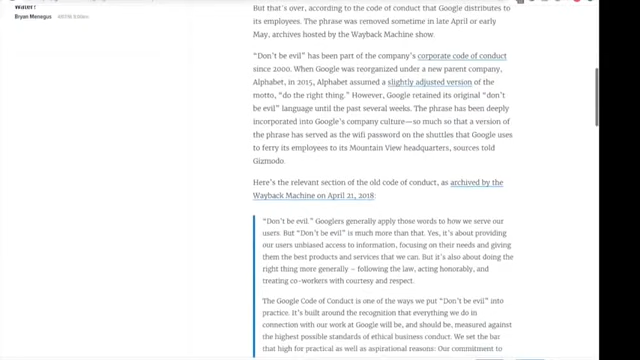 Water?
Bryan Menegus
But that's over, according to the code of conduct that Google distributes to
its employees. The phrase was removed sometime in late April or early
May, archives hosted by the Wayback Machine show.
“Don't be evil” has been part of the company's corporate code of conduct
since 2000. When Google was reorganized under a new parent company,
Alphabet, in 2015, Alphabet assumed a slightly adjusted version of the
motto, “do the right thing.” However, Google retained its original “don't
be evil” language until the past several weeks. The phrase has been deeply
incorporated into Google's company culture—so much so that a version of
the phrase has served as the wifi password on the shuttles that Google uses
to ferry its employees to its Mountain View headquarters, sources told
Gizmodo.
Here's the relevant section of the old code of conduct, as archived by the
Wayback Machine on April 21, 2018:
“Don't be evil.” Googlers generally apply those words to how we serve our
users. But “Don't be evil” is much more than that. Yes, it's about providing
our users unbiased access to information, focusing on their needs and giving
them the best products and services that we can. But it's also about doing the
right thing more generally – following the law, acting honorably, and
treating co-workers with courtesy and respect.
The Google Code of Conduct is one of the ways we put “Don't be evil” into
practice. It's built around the recognition that everything we do in
connection with our work at Google will be, and should be, measured against
the highest possible standards of ethical business conduct. We set the bar
that high for practical as well as aspirational reasons: Our commitment to